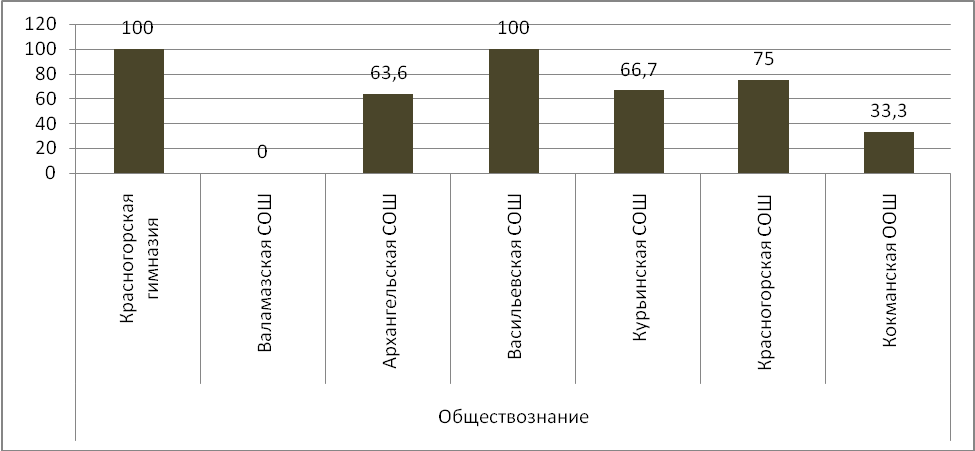 120
100
80
60
40
20
0
100
0
63,6
100
66,7
75
33,3
Красногорская
гимназия
Валамазская СОШ
Архангельская СОШ
Васильевская СОШ
Курьинская СОШ
Красногорская СОШ
Кокманская ООШ
Обществознание